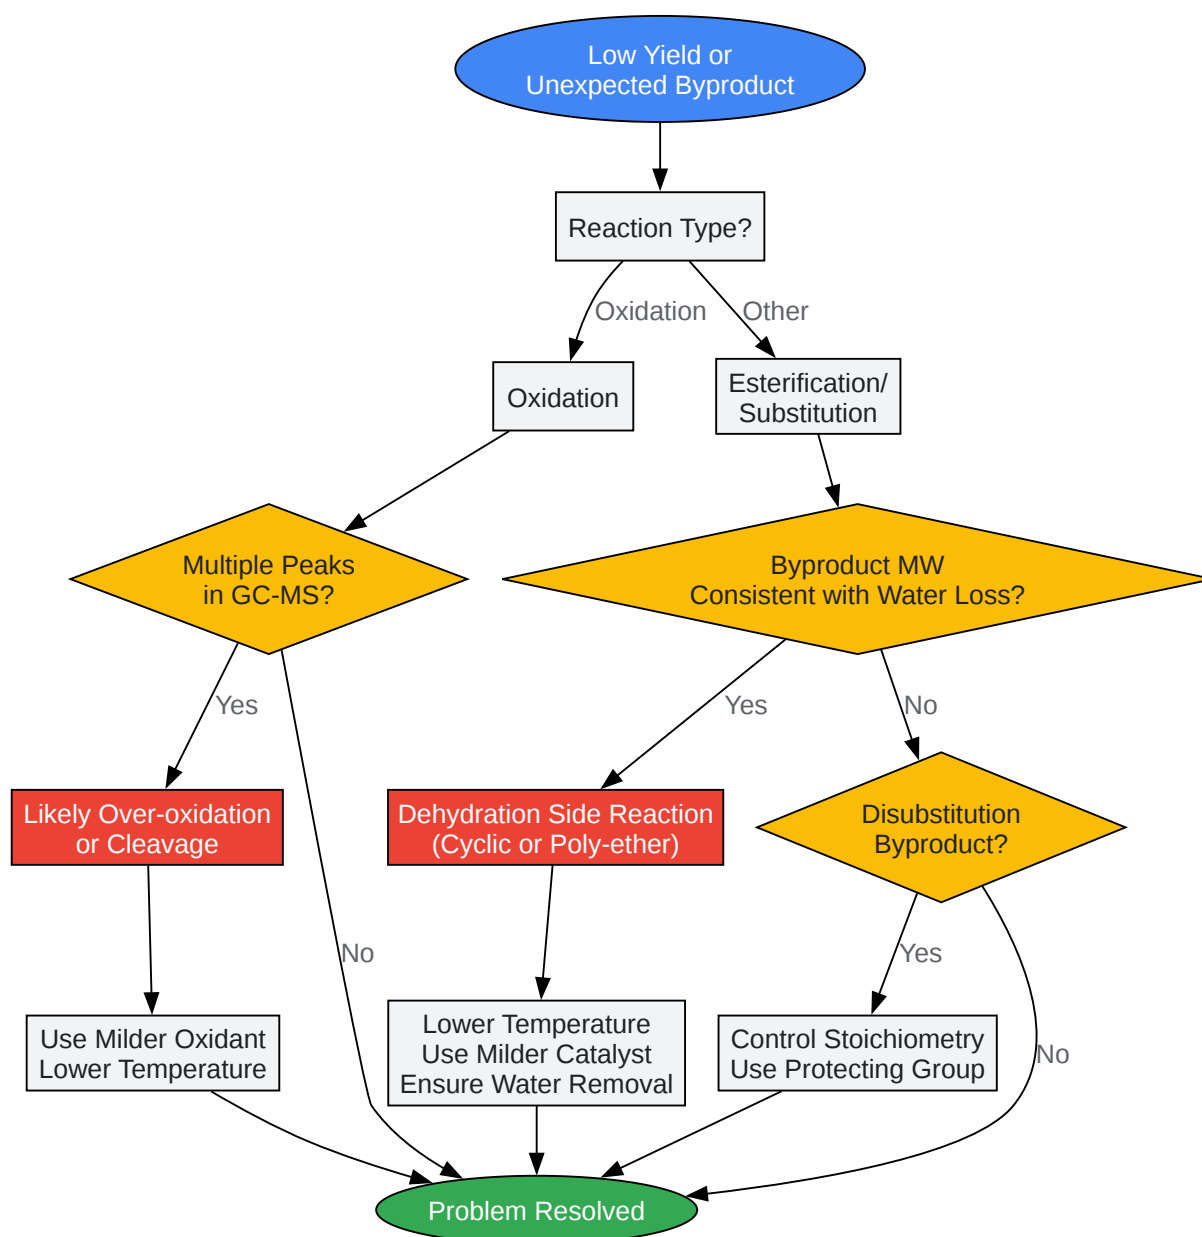 Low Yield or
Unexpected Byproduct
Reaction Type?
Oxidation
Other
Oxidation
Esterification/
Substitution
Multiple Peaks
in GC-MS?
Byproduct MW
Consistent with Water Loss?
Yes
Yes
No
Likely Over-oxidation
or Cleavage
Dehydration Side Reaction
(Cyclic or Poly-ether)
Disubstitution
Byproduct?
No
Yes
No
Use Milder Oxidant
Lower Temperature
Lower Temperature
Use Milder Catalyst
Ensure Water Removal
Control Stoichiometry
Use Protecting Group
Problem Resolved